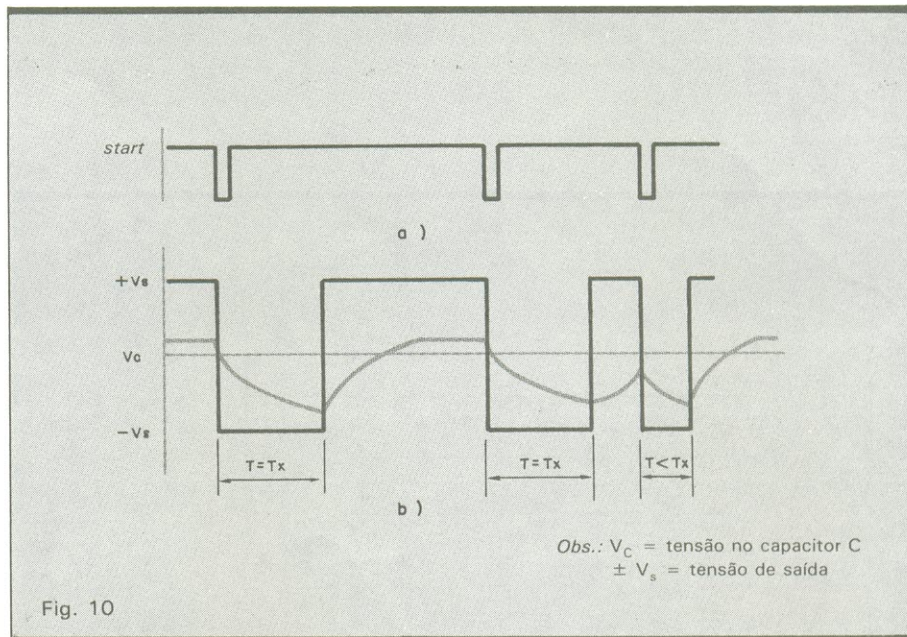 start
a )
+Vs
Vc
−Vs
T=Tx
T=Tx
T<Tx
b )
Obs.: VC = tensão no capacitor C
± Vs = tensão de saída
Fig. 10